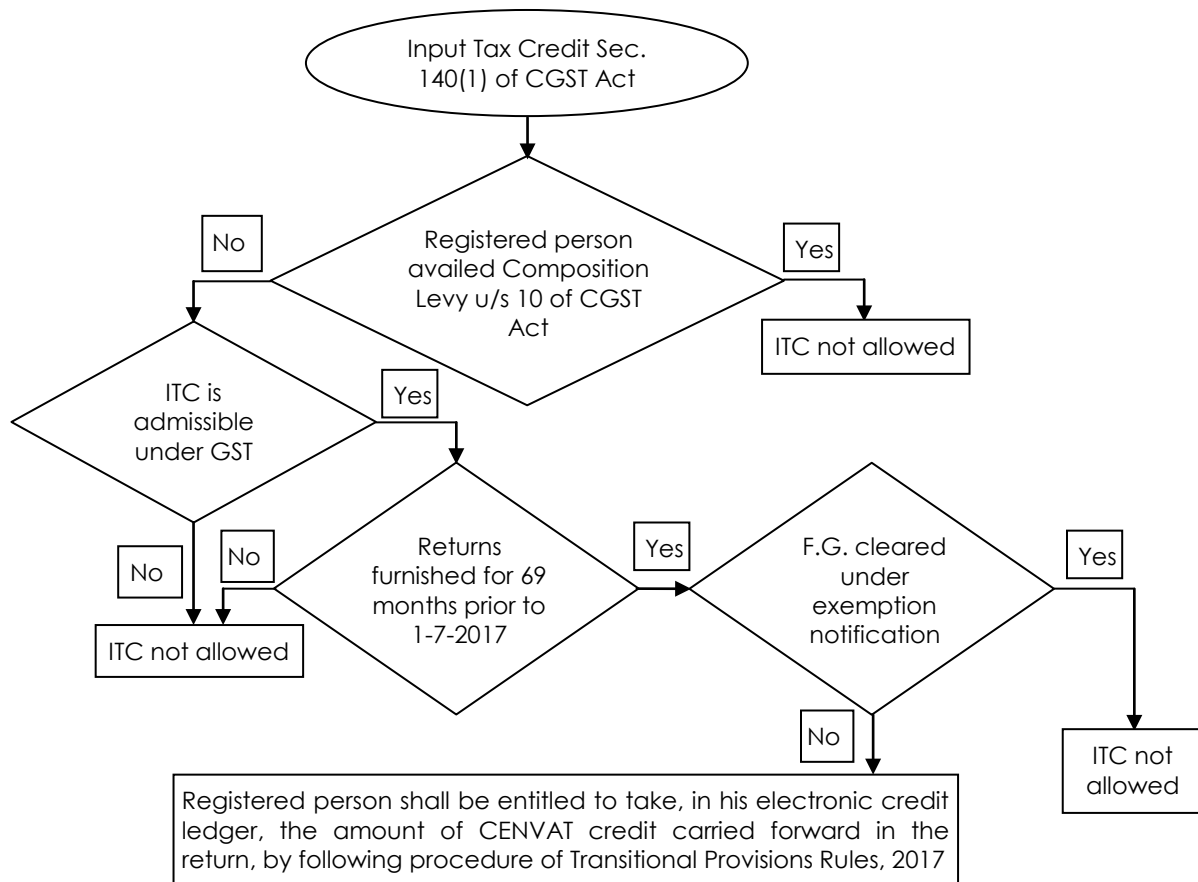 Input Tax Credit Sec.
140(1) of CGST Act
No
Registered person
availed Composition
Levy u/s 10 of CGST
Act
Yes
ITC not allowed
ITC is
admissible
under GST
Yes
No
No
Returns
furnished for 69
months prior to
1-7-2017
Yes
F.G. cleared
under
exemption
notification
Yes
ITC not allowed
No
ITC not
allowed
Registered person shall be entitled to take, in his electronic credit
ledger, the amount of CENVAT credit carried forward in the
return, by following procedure of Transitional Provisions Rules, 2017